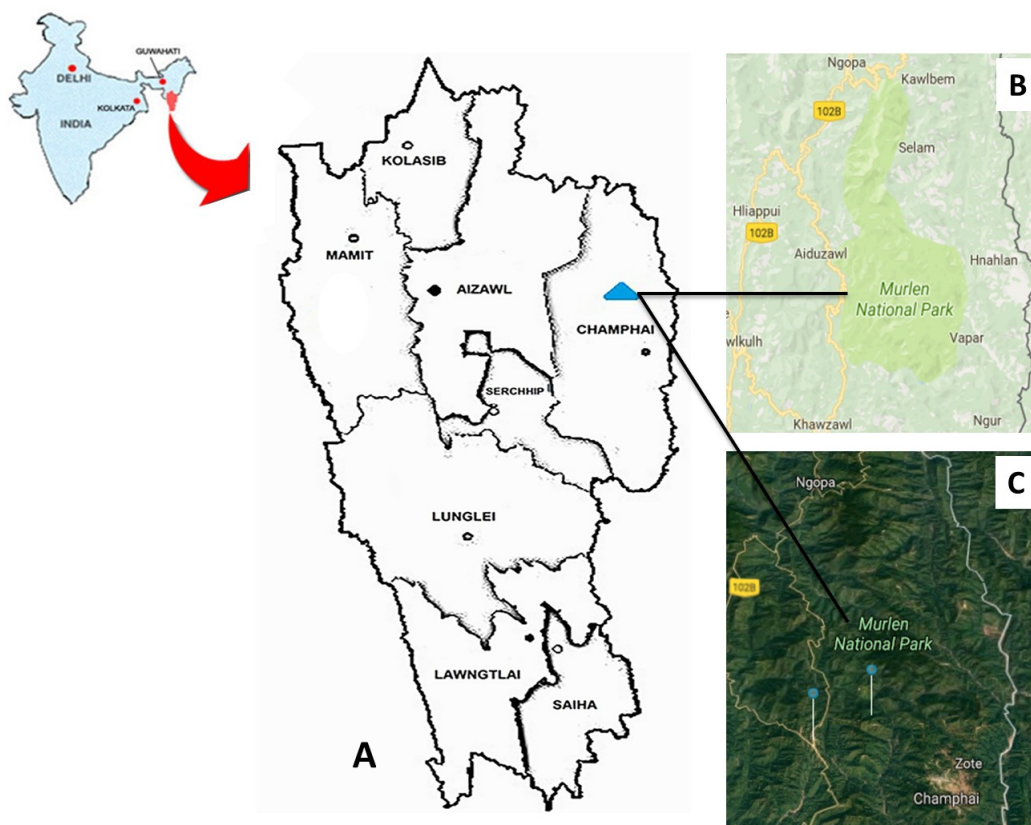 GUWAHATI
DELHI
KOLKATA
INDIA
KOLASIB
MAMIT
AIZAWL
CHAMPHAI
SERCHHIP
LUNGLEI
LAWNGTLAI
SAIHA
A
B
Ngopa
Kawlbem
102B
Selam
Hliappui
102B
Aiduzawl
Hnahlan
Murlen
National Park
Vapar
wlkulh
Khawzawl
Ngur
C
Ngopa
102B
Murlen
National Park
Zote
Champhai